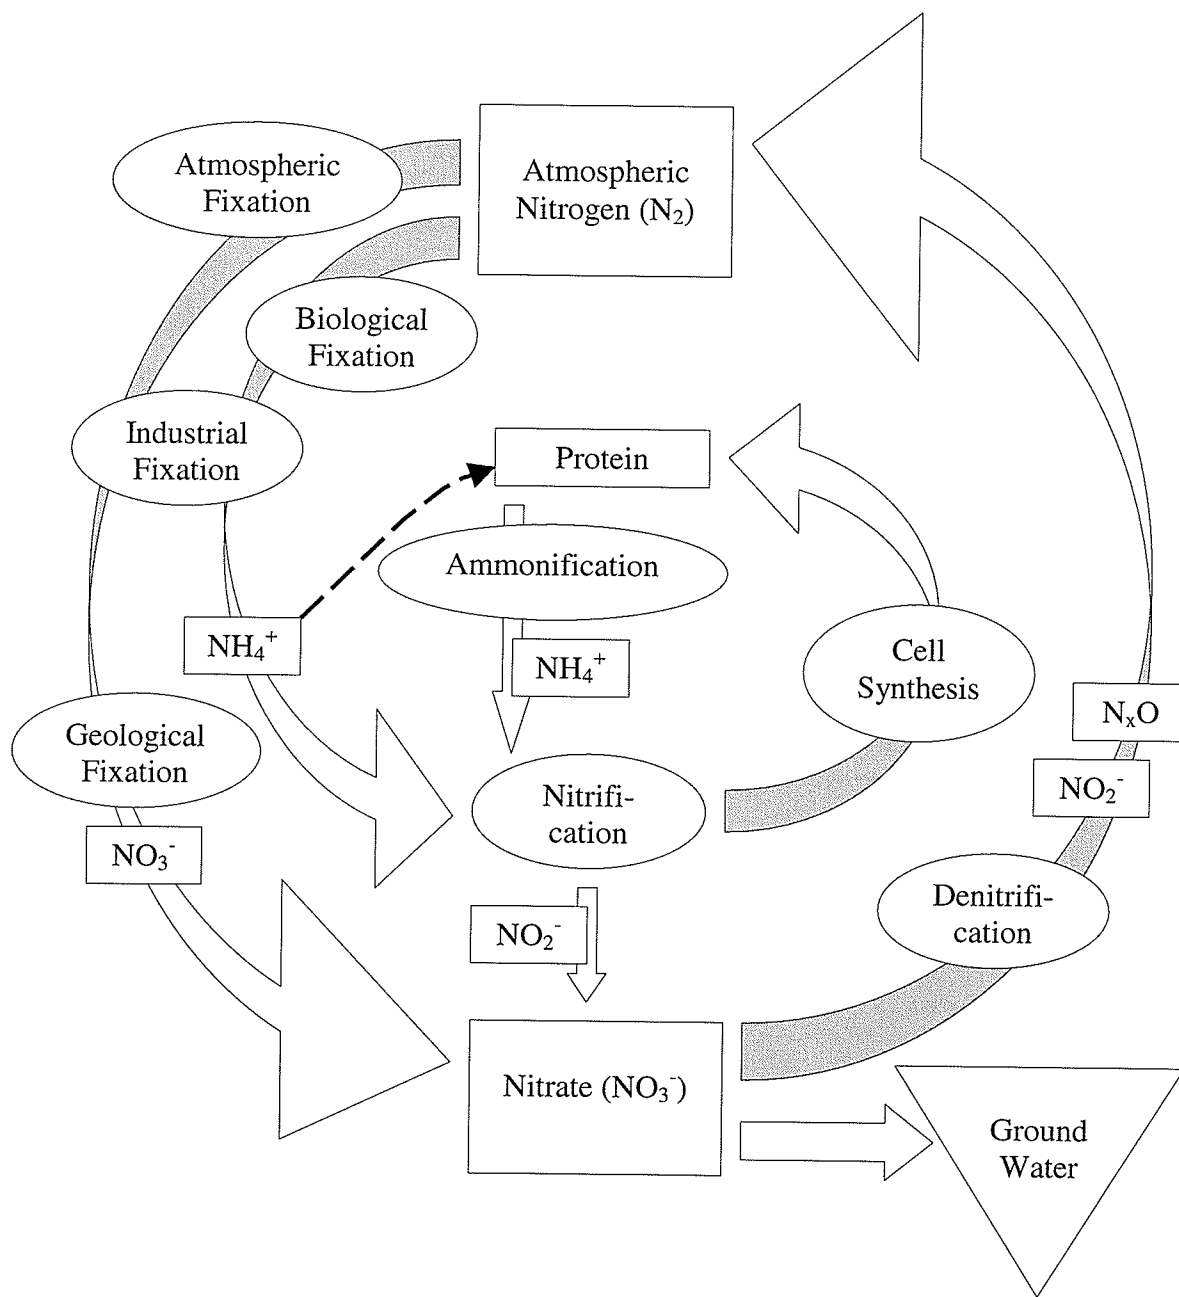 Atmospheric
Fixation
Atmospheric
Nitrogen (N₂)
Biological
Fixation
Industrial
Fixation
Protein
Ammonification
NH₄⁺
NH₄⁺
Cell
Synthesis
Geological
Fixation
NₓO
NO₂⁻
Nitrifi-
cation
NO₃⁻
Denitrifi-
cation
NO₂⁻
Nitrate (NO₃⁻)
Ground
Water